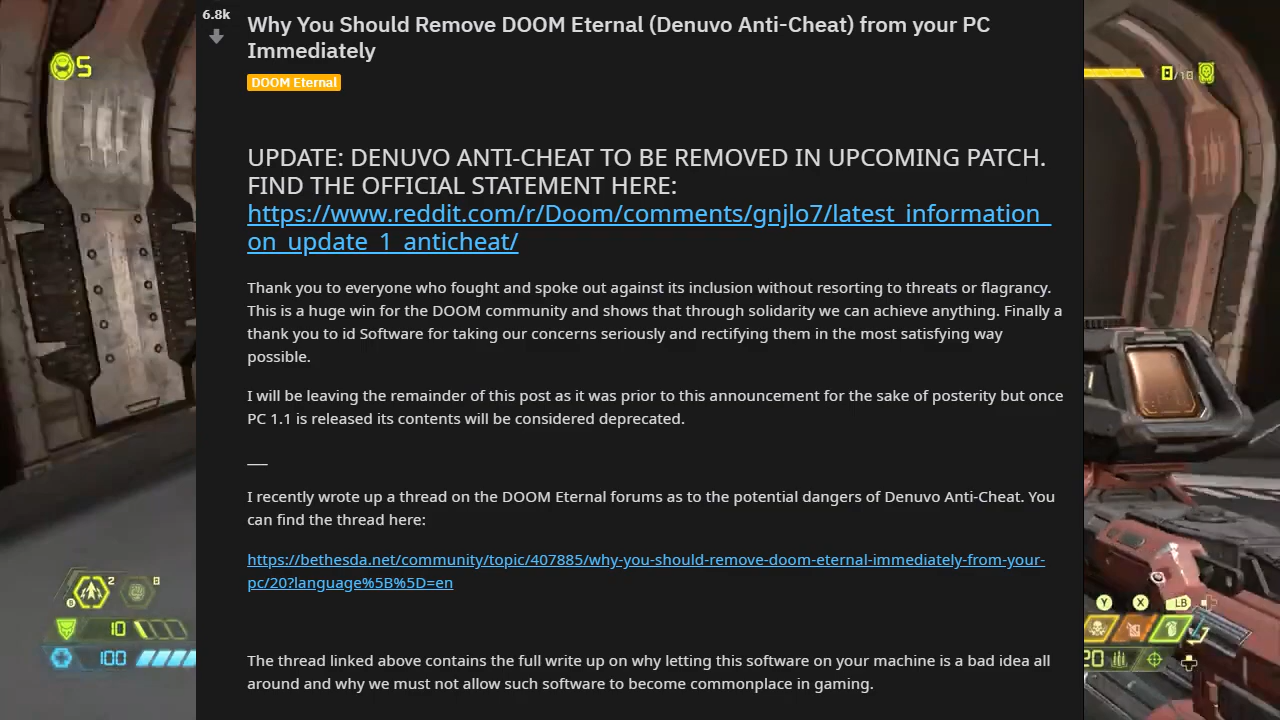 6.8k
Why You Should Remove DOOM Eternal (Denuvo Anti-Cheat) from your PC
Immediately
DOOM Eternal
UPDATE: DENUVO ANTI-CHEAT TO BE REMOVED IN UPCOMING PATCH.
FIND THE OFFICIAL STATEMENT HERE:
https://www.reddit.com/r/Doom/comments/gnjlo7/latest_information_
on_update_1_anticheat/
Thank you to everyone who fought and spoke out against its inclusion without resorting to threats or flagrancy.
This is a huge win for the DOOM community and shows that through solidarity we can achieve anything. Finally a
thank you to id Software for taking our concerns seriously and rectifying them in the most satisfying way
possible.
I will be leaving the remainder of this post as it was prior to this announcement for the sake of posterity but once
PC 1.1 is released its contents will be considered deprecated.
I recently wrote up a thread on the DOOM Eternal forums as to the potential dangers of Denuvo Anti-Cheat. You
can find the thread here:
https://bethesda.net/community/topic/407885/why-you-should-remove-doom-eternal-immediately-from-your-
pc/20?language%5B%5D=en
The thread linked above contains the full write up on why letting this software on your machine is a bad idea all
around and why we must not allow such software to become commonplace in gaming.
5
2
10
100
/10
Y X LB
20